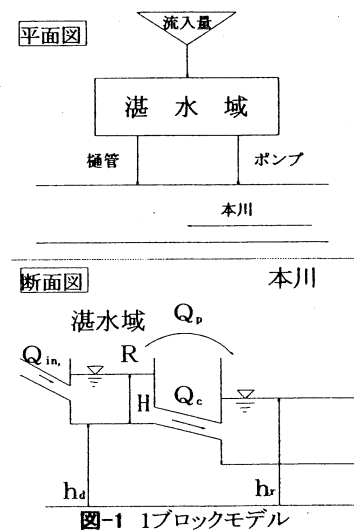 流入量
平面図
湛水域
樋管
ポンプ
本川
断面図
本川
湛水域
Qp
Qin,
R
H
Qc
hd
hr
図-1 1ブロックモデル